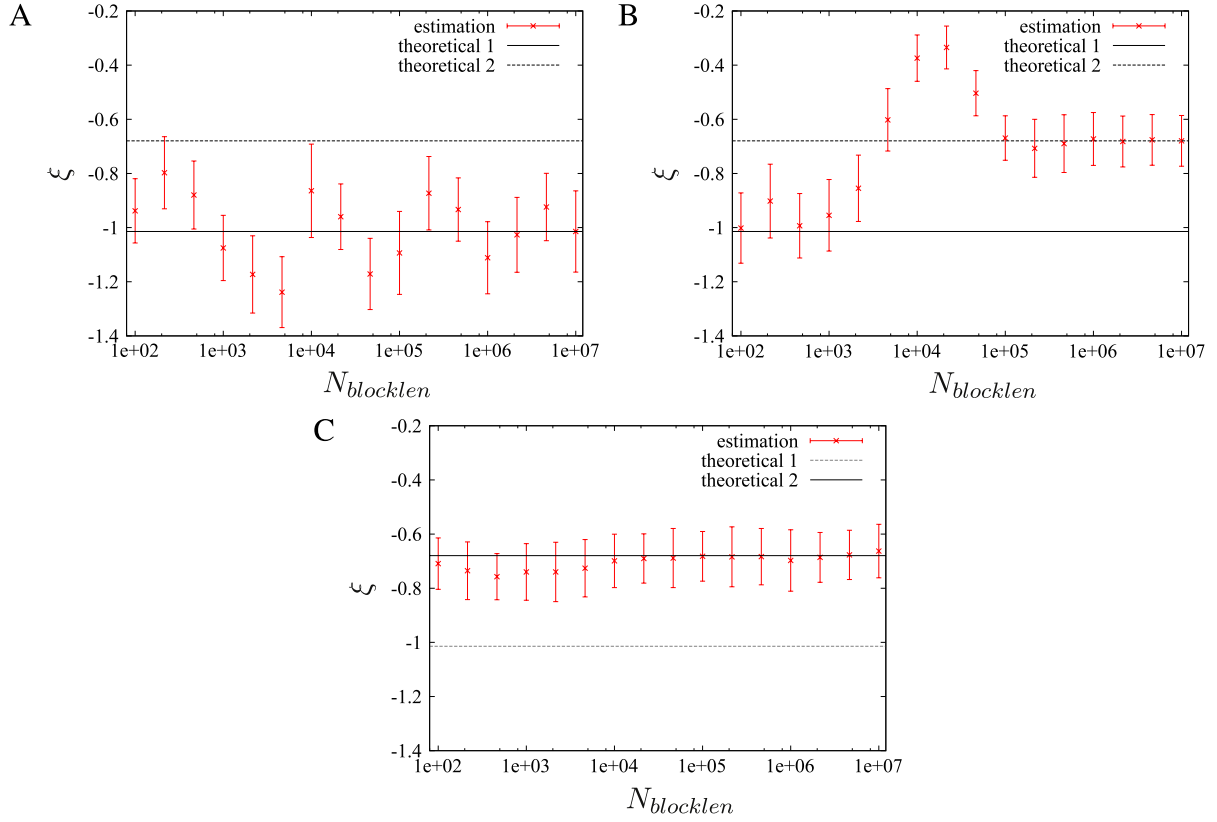 A
-0.2
-0.4
-0.6
-0.8
-1
-1.2
-1.4
ξ
estimation
theoretical 1
theoretical 2
1e+02 1e+03 1e+04 1e+05 1e+06 1e+07
N_blocklen
B
-0.2
-0.4
-0.6
-0.8
-1
-1.2
-1.4
ξ
estimation
theoretical 1
theoretical 2
1e+02 1e+03 1e+04 1e+05 1e+06 1e+07
N_blocklen
C
-0.2
-0.4
-0.6
-0.8
-1
-1.2
-1.4
ξ
estimation
theoretical 1
theoretical 2
1e+02 1e+03 1e+04 1e+05 1e+06 1e+07
N_blocklen